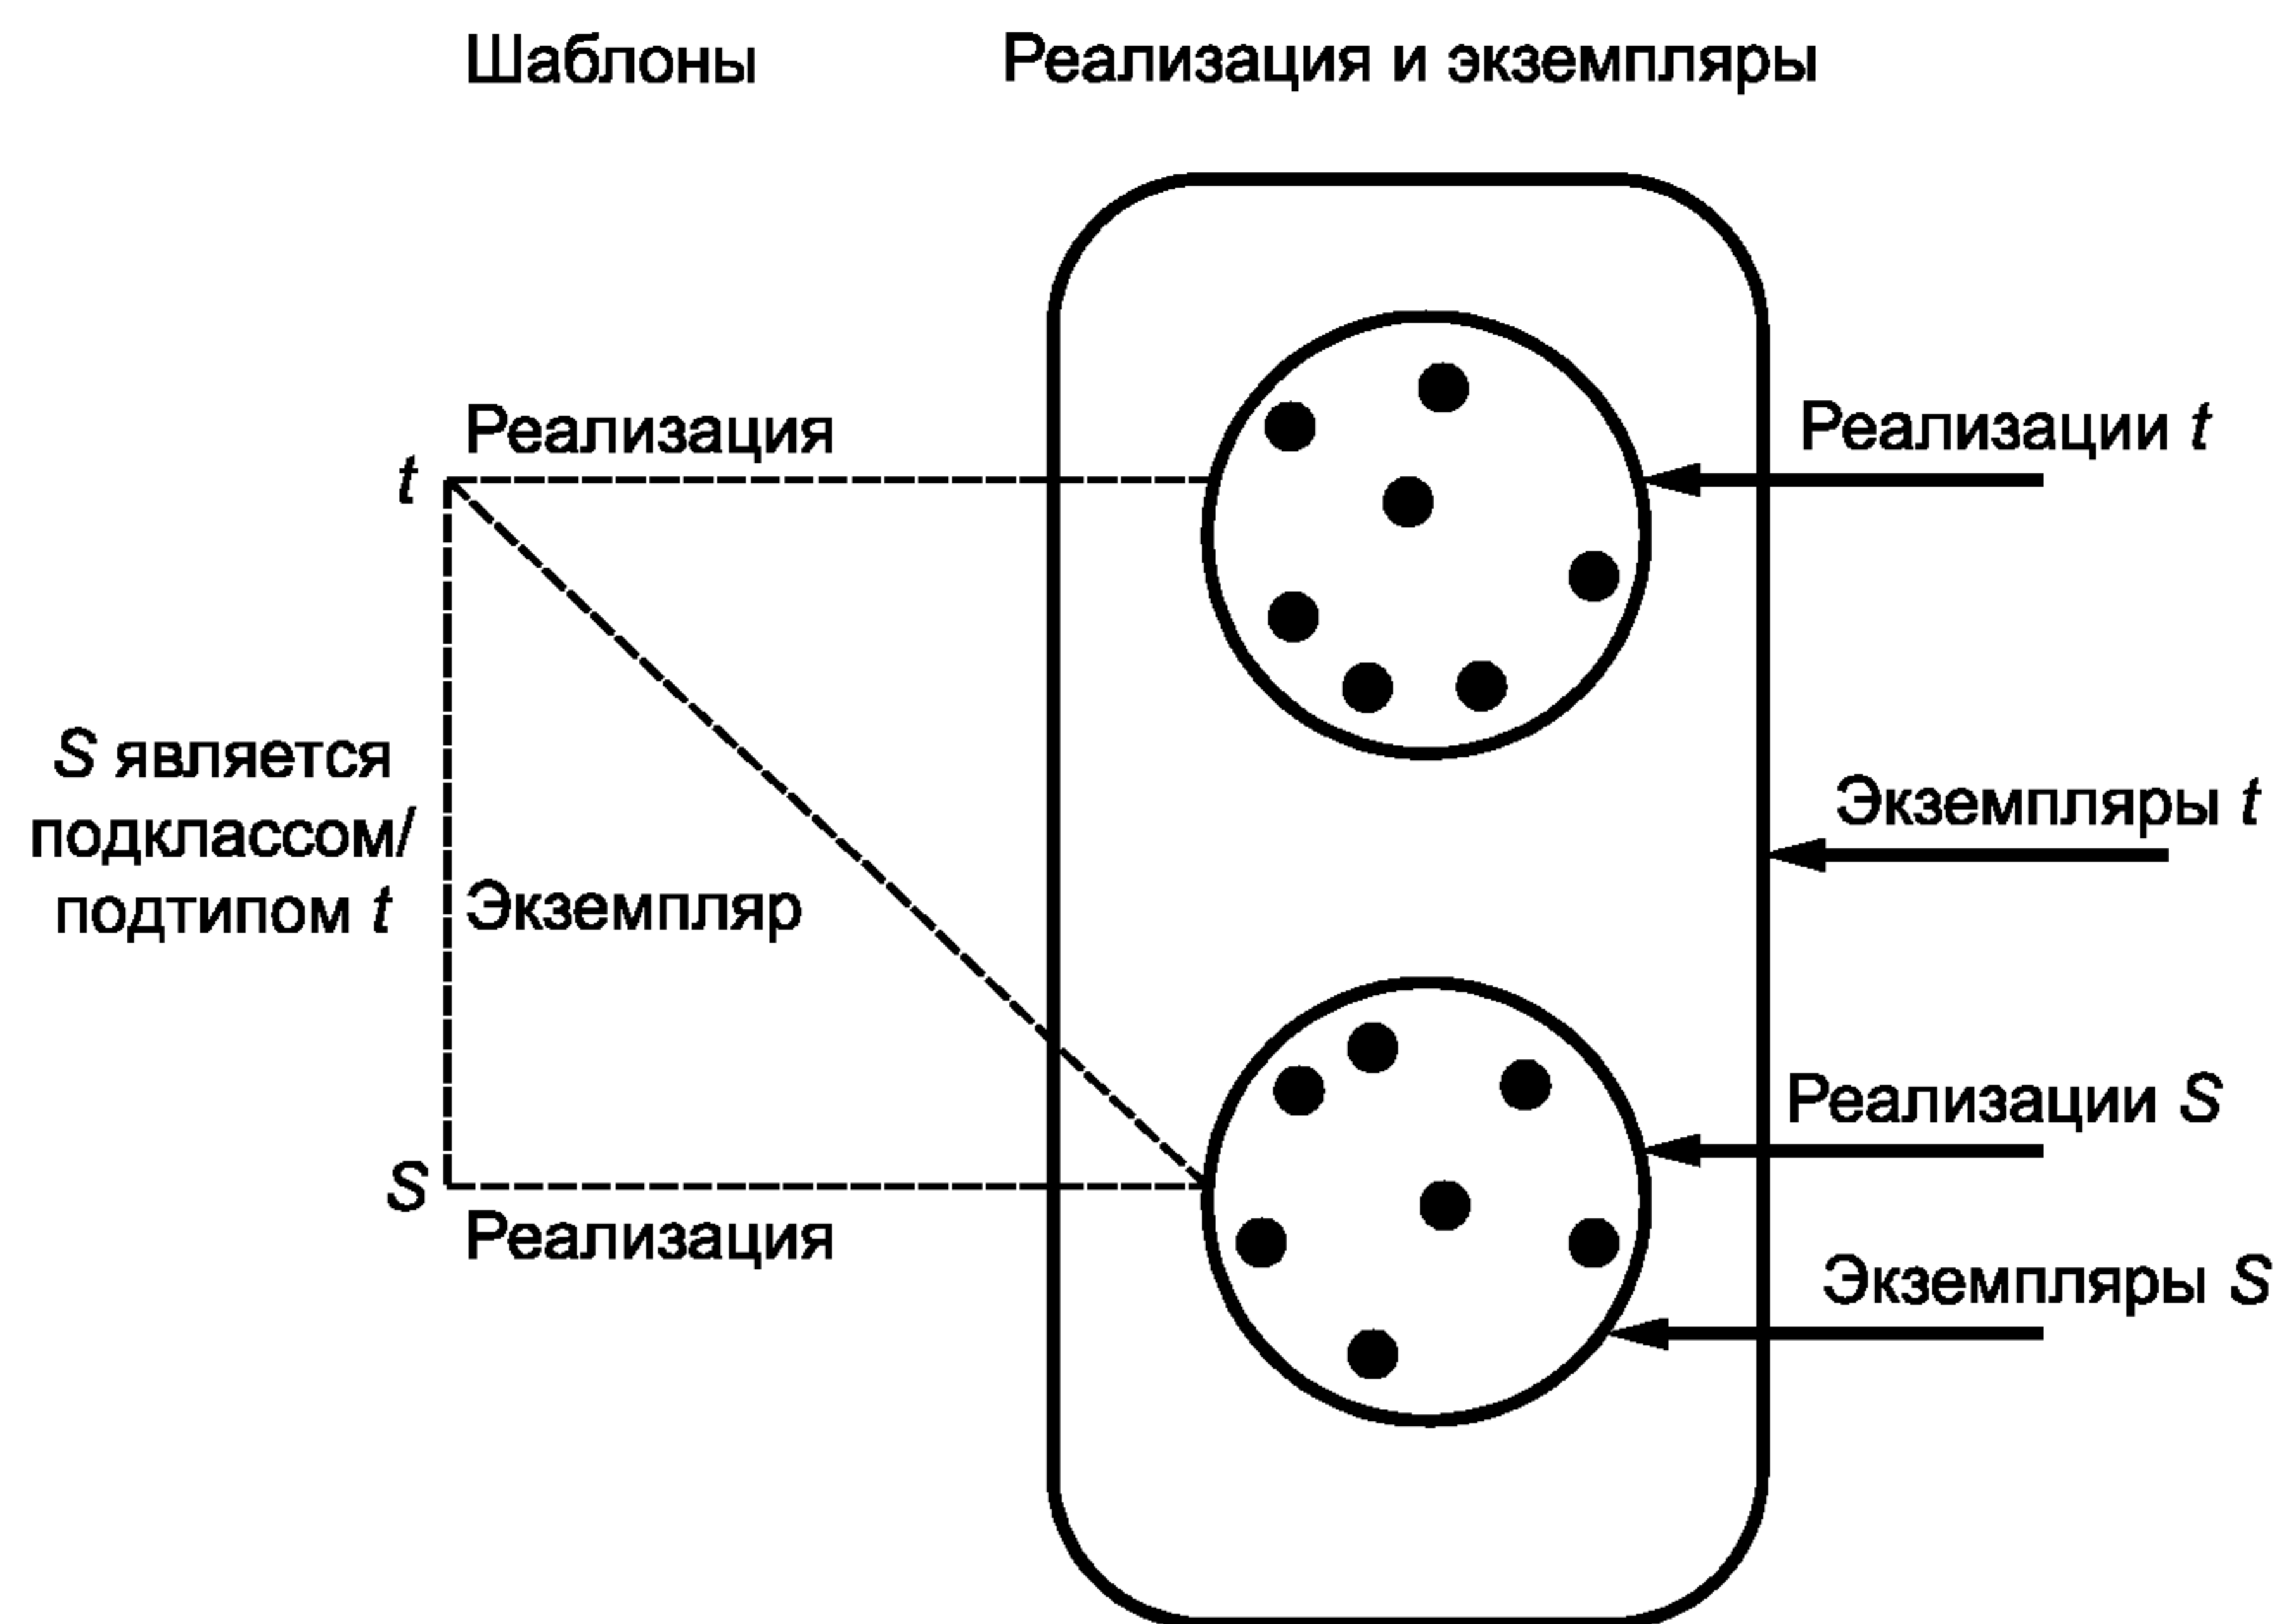 Шаблоны
Реализация и экземпляры
Реализация
t
Реализации t
S является
подклассом/
подтипом t
Экземпляр
Экземпляры t
Реализации S
S
Реализация
Экземпляры S